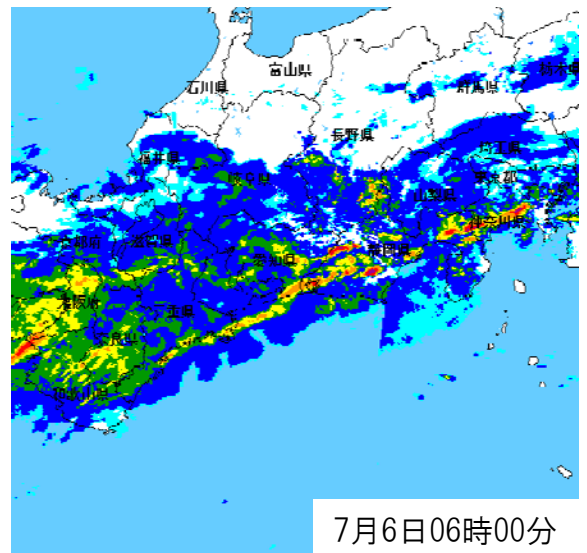 富山県
石川県
栃木県
群馬県
長野県
福井県
埼玉県
岐阜県
東京都
山梨県
神奈川県
京都府
滋賀県
静岡県
愛知県
大阪府
三重県
奈良県
和歌山県
7月6日06時00分